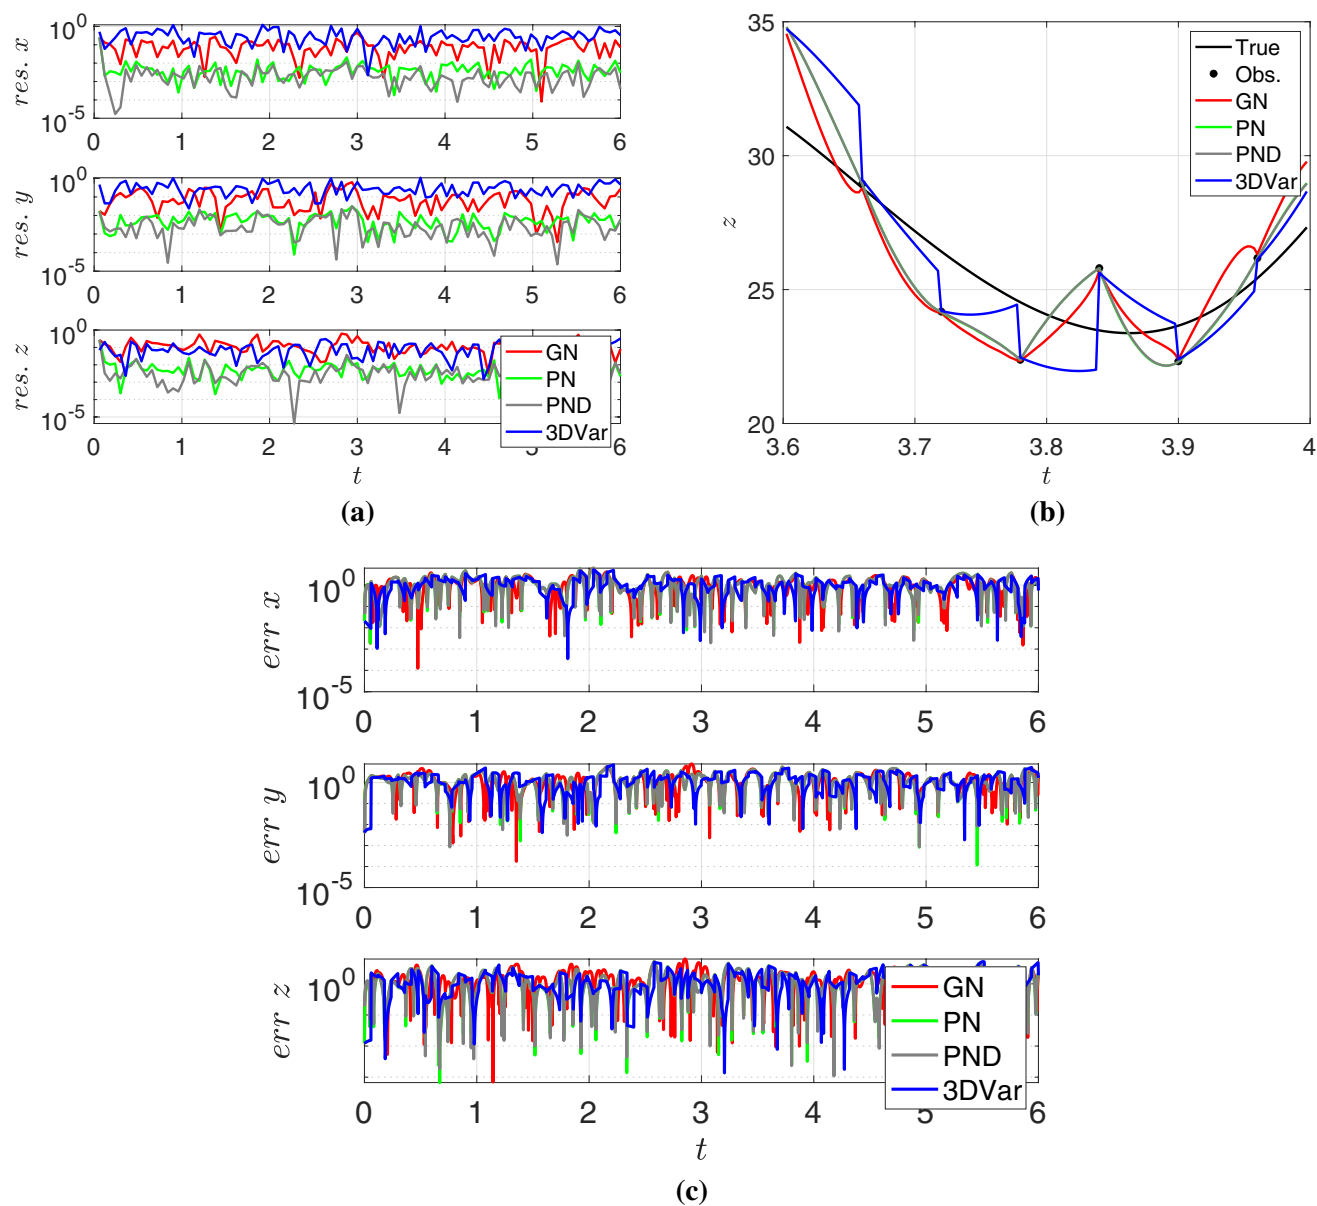 res. x
10^0
10^-5
0 1 2 3 4 5 6
res. y
10^0
10^-5
0 1 2 3 4 5 6
res. z
10^0
10^-5
0 1 2 3 4 5 6
GN
PN
PND
3DVar
t
(a)
z
35
30
25
20
3.6 3.7 3.8 3.9 4
True
Obs.
GN
PN
PND
3DVar
t
(b)
err x
10^0
10^-5
0 1 2 3 4 5 6
err y
10^0
10^-5
0 1 2 3 4 5 6
err z
10^0
0 1 2 3 4 5 6
GN
PN
PND
3DVar
t
(c)